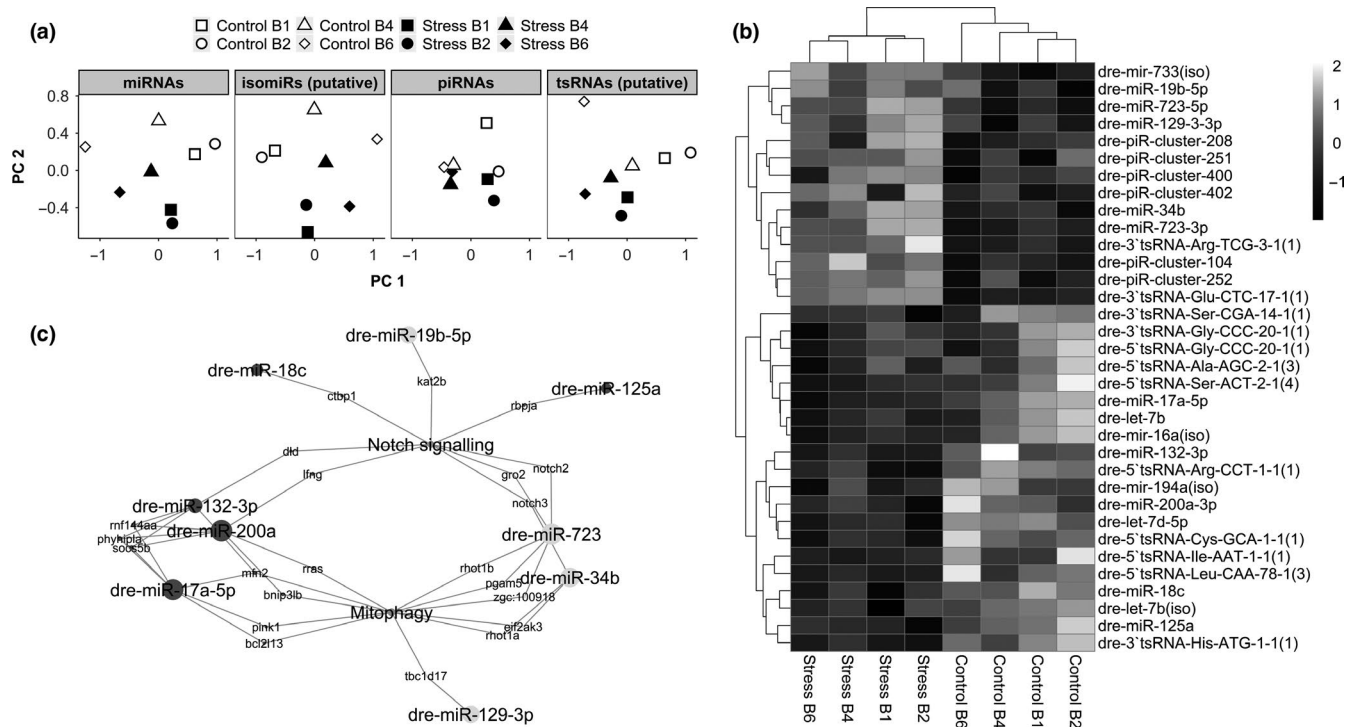 (a)
Control B1 Control B4 Stress B1 Stress B4
Control B2 Control B6 Stress B2 Stress B6
miRNAs isomiRs (putative) piRNAs tsRNAs (putative)
PC 2
0.8
0.4
0.0
−0.4
−1 0 1 −1 0 1 −1 0 1 −1 0 1
PC 1
(b)
dre-mir-733(iso)
dre-miR-19b-5p
dre-miR-723-5p
dre-miR-129-3-3p
dre-piR-cluster-208
dre-piR-cluster-251
dre-piR-cluster-400
dre-piR-cluster-402
dre-miR-34b
dre-miR-723-3p
dre-3`tsRNA-Arg-TCG-3-1(1)
dre-piR-cluster-104
dre-piR-cluster-252
dre-3`tsRNA-Glu-CTC-17-1(1)
dre-3`tsRNA-Ser-CGA-14-1(1)
dre-3`tsRNA-Gly-CCC-20-1(1)
dre-5`tsRNA-Gly-CCC-20-1(1)
dre-5`tsRNA-Ala-AGC-2-1(3)
dre-5`tsRNA-Ser-ACT-2-1(4)
dre-miR-17a-5p
dre-let-7b
dre-mir-16a(iso)
dre-miR-132-3p
dre-5`tsRNA-Arg-CCT-1-1(1)
dre-mir-194a(iso)
dre-miR-200a-3p
dre-let-7d-5p
dre-5`tsRNA-Cys-GCA-1-1(1)
dre-5`tsRNA-Ile-AAT-1-1(1)
dre-5`tsRNA-Leu-CAA-78-1(3)
dre-miR-18c
dre-let-7b(iso)
dre-miR-125a
dre-3`tsRNA-His-ATG-1-1(1)
Stress B6
Stress B4
Stress B1
Stress B2
Control B6
Control B4
Control B1
Control B2
2
1
0
−1
(c)
dre-miR-19b-5p
dre-miR-18c
kat2b
dre-miR-125a
ctbp1
rbpja
Notch signalling
dld
lfng
gro2
notch2
notch3
dre-miR-132-3p
rnf144aa
dre-miR-200a
phyhipla
socs5b
dre-miR-723
rras
rhot1b
mfn2
pgam5
dre-miR-34b
dre-miR-17a-5p
bnip3lb
zgc:100918
Mitophagy
pink1
eif2ak3
bcl2l13
rhot1a
tbc1d17
dre-miR-129-3p